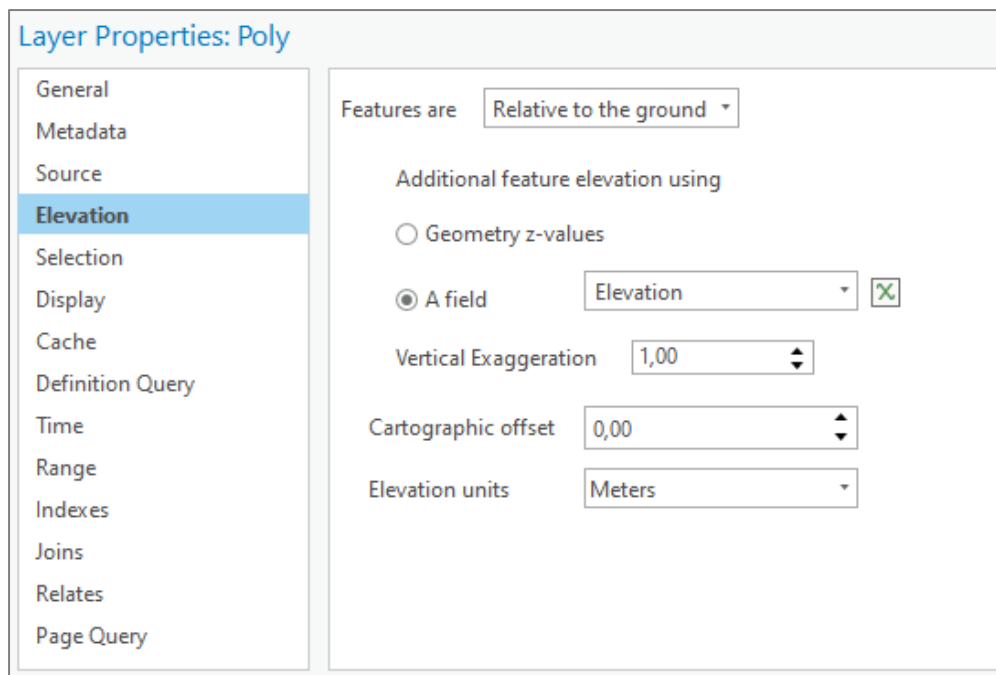 Layer Properties: Poly
General
Metadata
Source
Elevation
Selection
Display
Cache
Definition Query
Time
Range
Indexes
Joins
Relates
Page Query
Features are Relative to the ground
Additional feature elevation using
Geometry z-values
A field Elevation
Vertical Exaggeration 1,00
Cartographic offset 0,00
Elevation units Meters